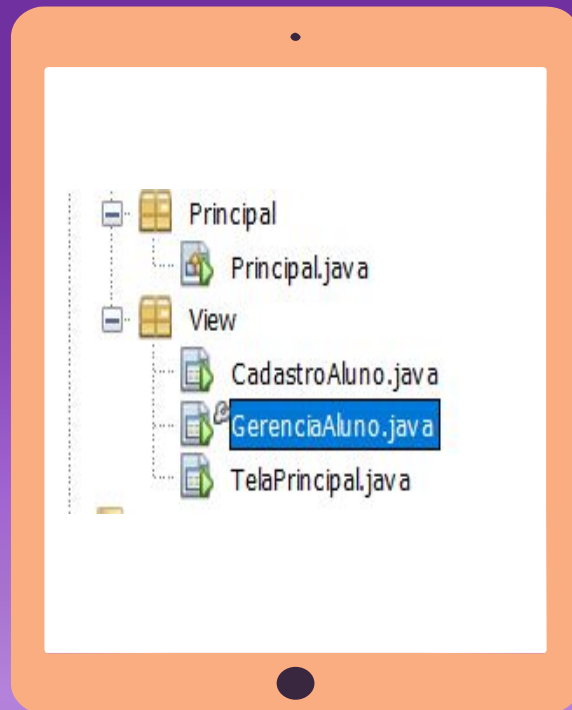 Principal
Principal.java
View
CadastroAluno.java
GerenciaAluno.java
TelaPrincipal.java